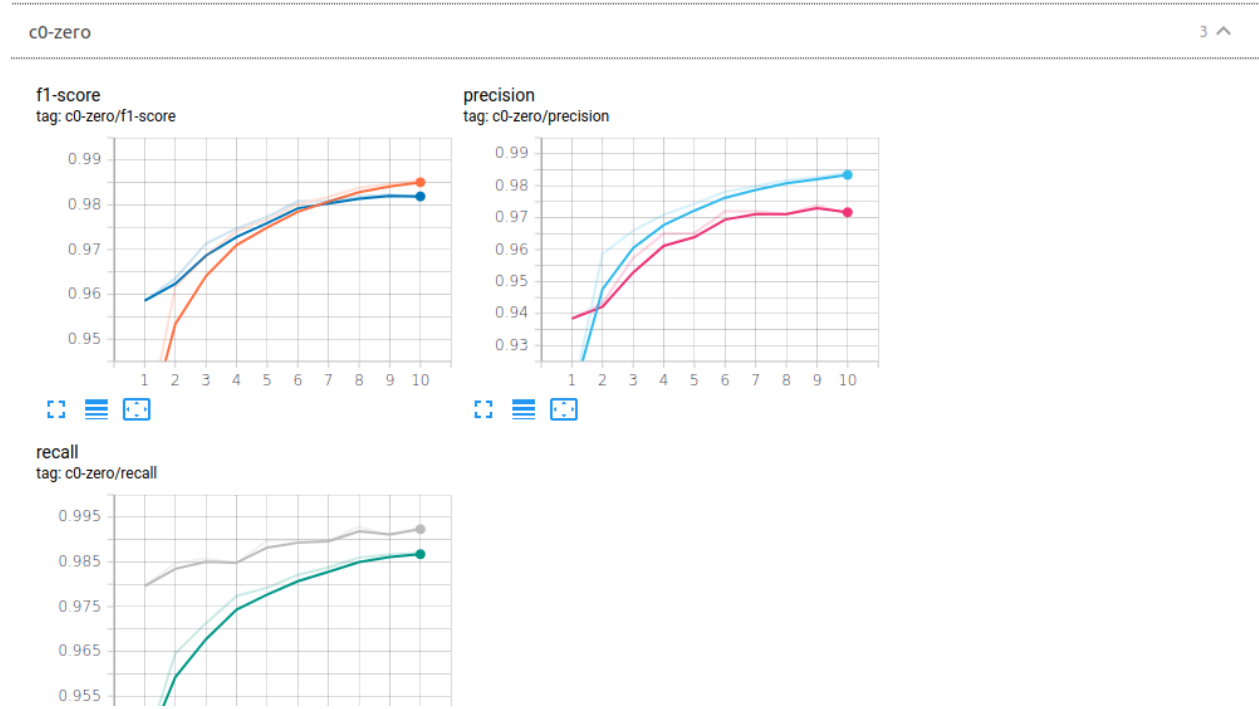 c0-zero
3
f1-score
tag: c0-zero/f1-score
0.99
0.98
0.97
0.96
0.95
1 2 3 4 5 6 7 8 9 10
precision
tag: c0-zero/precision
0.99
0.98
0.97
0.96
0.95
0.94
0.93
1 2 3 4 5 6 7 8 9 10
recall
tag: c0-zero/recall
0.995
0.985
0.975
0.965
0.955